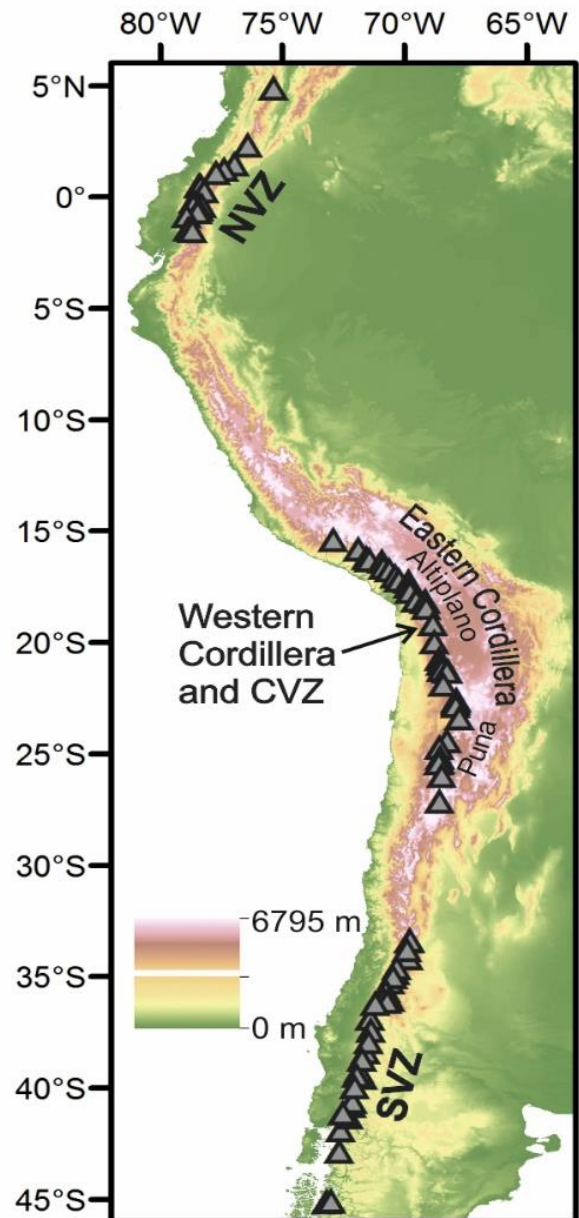 80°W
75°W
70°W
65°W
5°N
0°
5°S
10°S
15°S
20°S
25°S
30°S
35°S
40°S
45°S
NVZ
Eastern Cordillera
Altiplano
Western
Cordillera
and CVZ
Puna
6795 m
0 m
SVZ